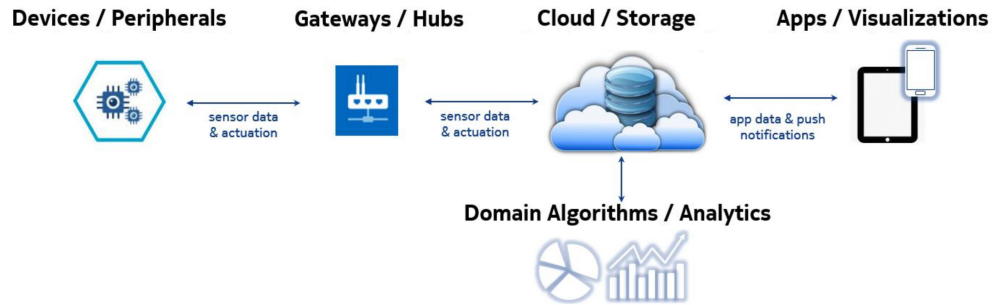 Devices / Peripherals
Gateways / Hubs
Cloud / Storage
Apps / Visualizations
sensor data
& actuation
sensor data
& actuation
app data & push
notifications
Domain Algorithms / Analytics